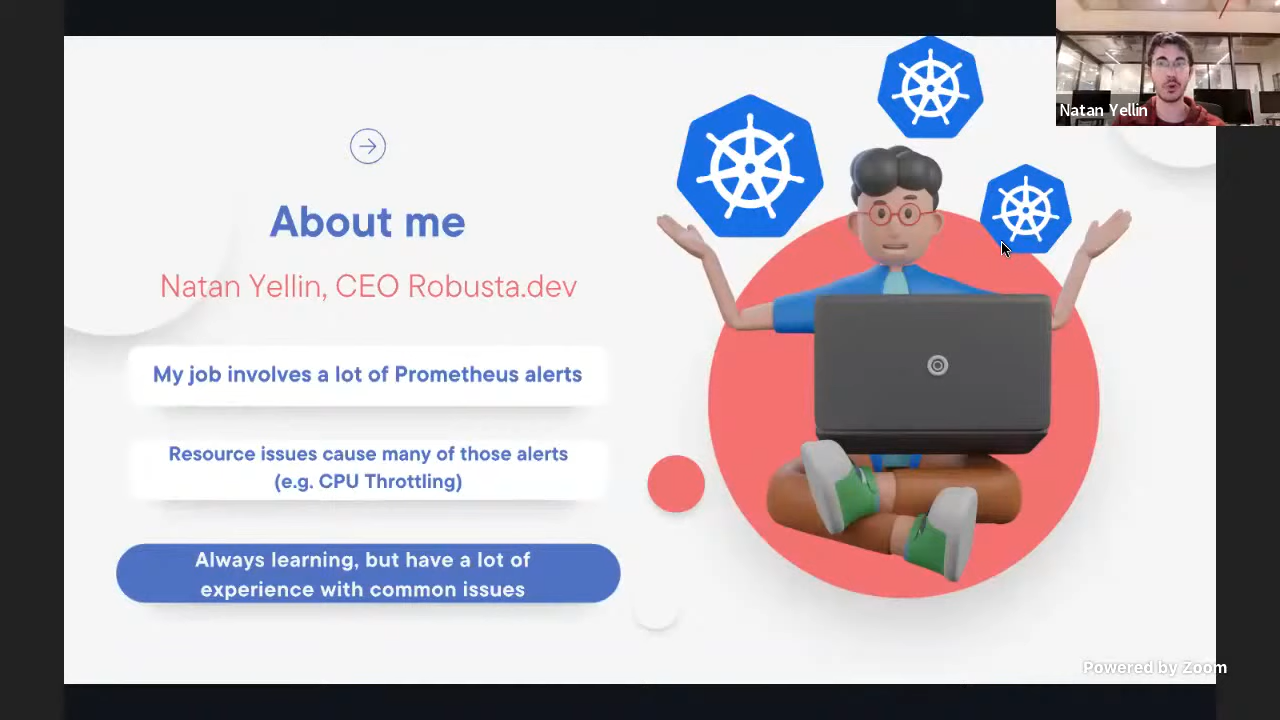 About me
Natan Yellin, CEO Robusta.dev
My job involves a lot of Prometheus alerts
Resource issues cause many of those alerts
(e.g. CPU Throttling)
Always learning, but have a lot of
experience with common issues
Natan Yellin
Powered by Zoom